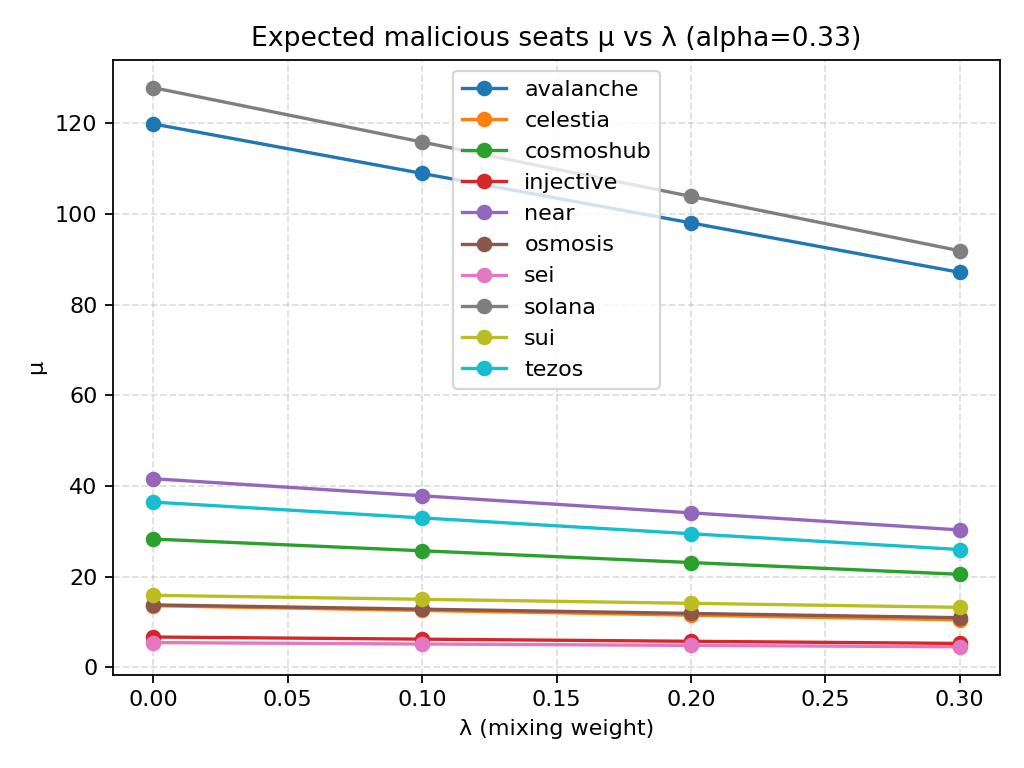 Expected malicious seats μ vs λ (alpha=0.33)
avalanche
celestia
cosmoshub
injective
near
osmosis
sei
solana
sui
tezos
120
100
80
60
40
20
0
μ
0.00 0.05 0.10 0.15 0.20 0.25 0.30
λ (mixing weight)